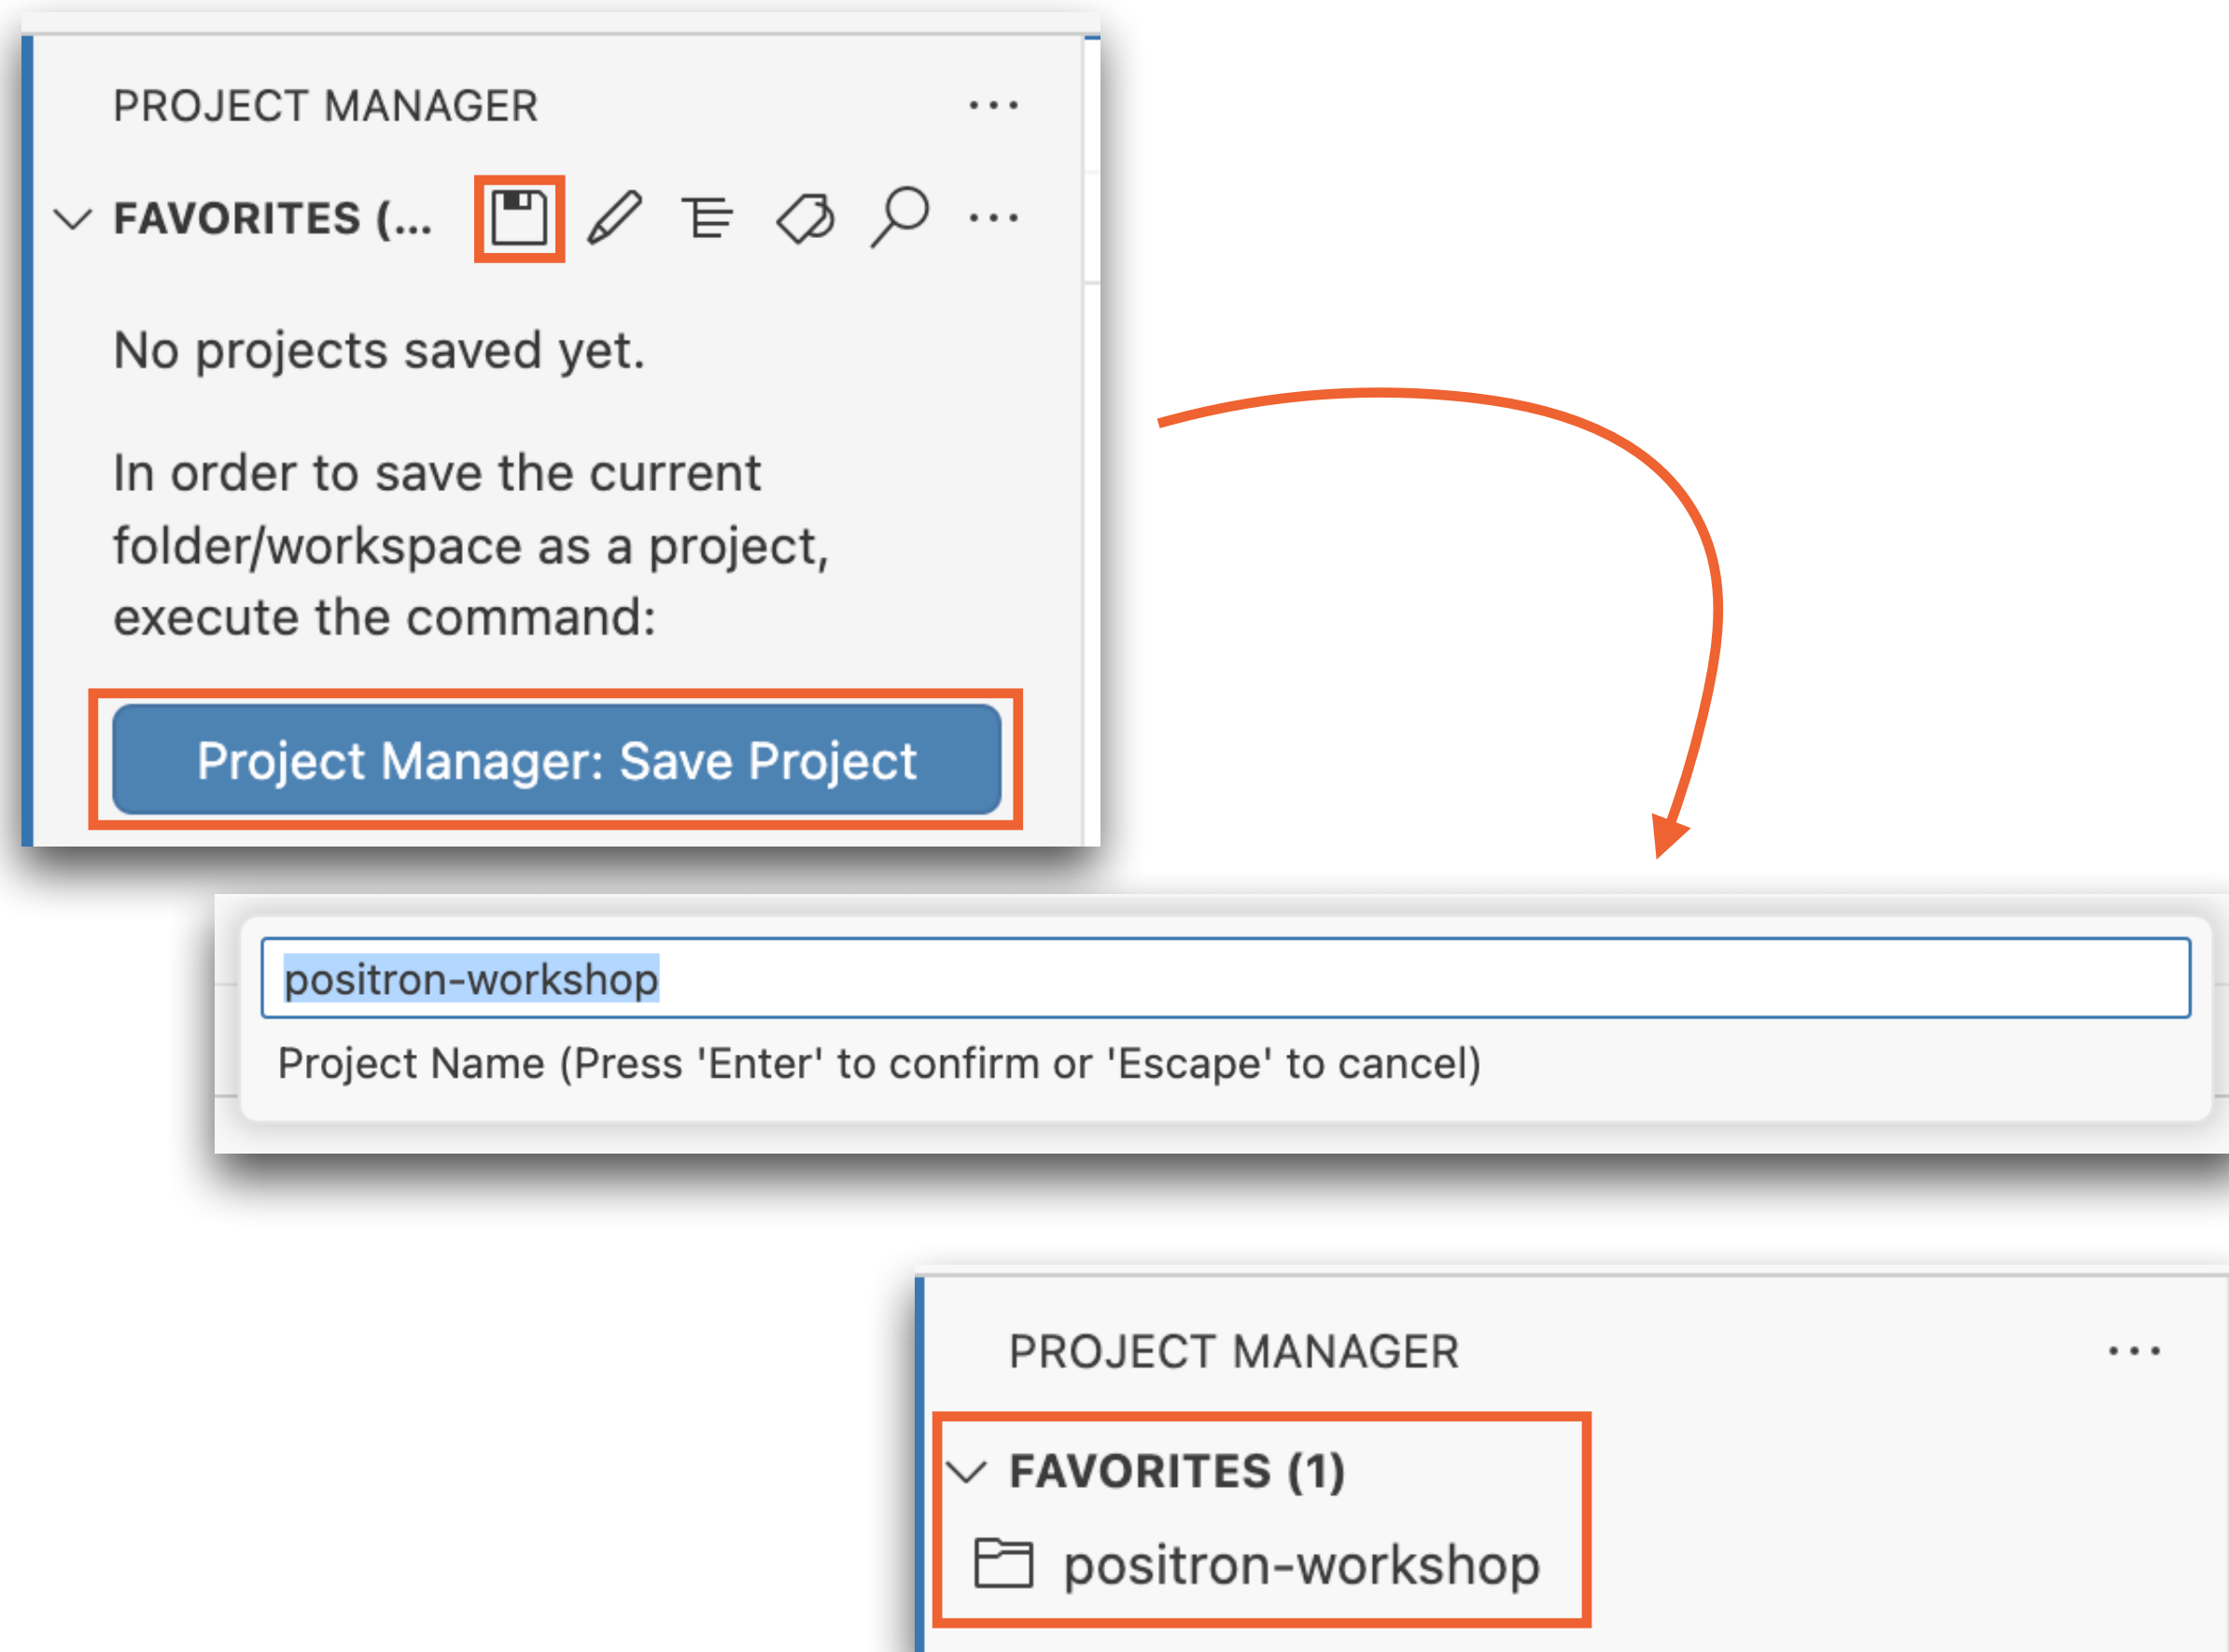 PROJECT MANAGER
FAVORITES (...
No projects saved yet.
In order to save the current
folder/workspace as a project,
execute the command:
Project Manager: Save Project
positron-workshop
Project Name (Press 'Enter' to confirm or 'Escape' to cancel)
PROJECT MANAGER
FAVORITES (1)
positron-workshop